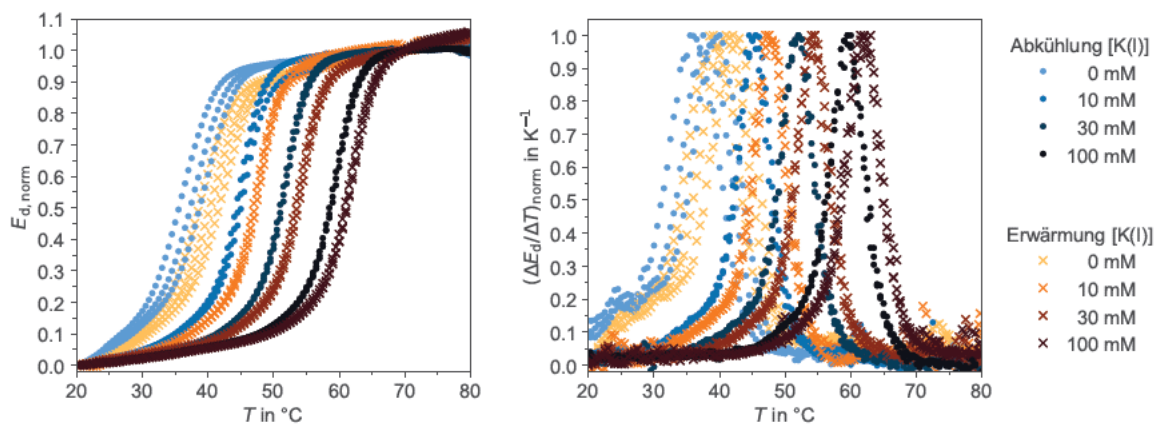 1.1
1.0
0.9
0.8
0.7
0.6
0.5
0.4
0.3
0.2
0.1
0.0
E_d,norm
20 30 40 50 60 70 80
T in °C
1.0
0.9
0.8
0.7
0.6
0.5
0.4
0.3
0.2
0.1
0.0
(ΔE_d/ΔT)_norm in K⁻¹
20 30 40 50 60 70 80
T in °C
Abkühlung [K(I)]
0 mM
10 mM
30 mM
100 mM
Erwärmung [K(I)]
0 mM
10 mM
30 mM
100 mM